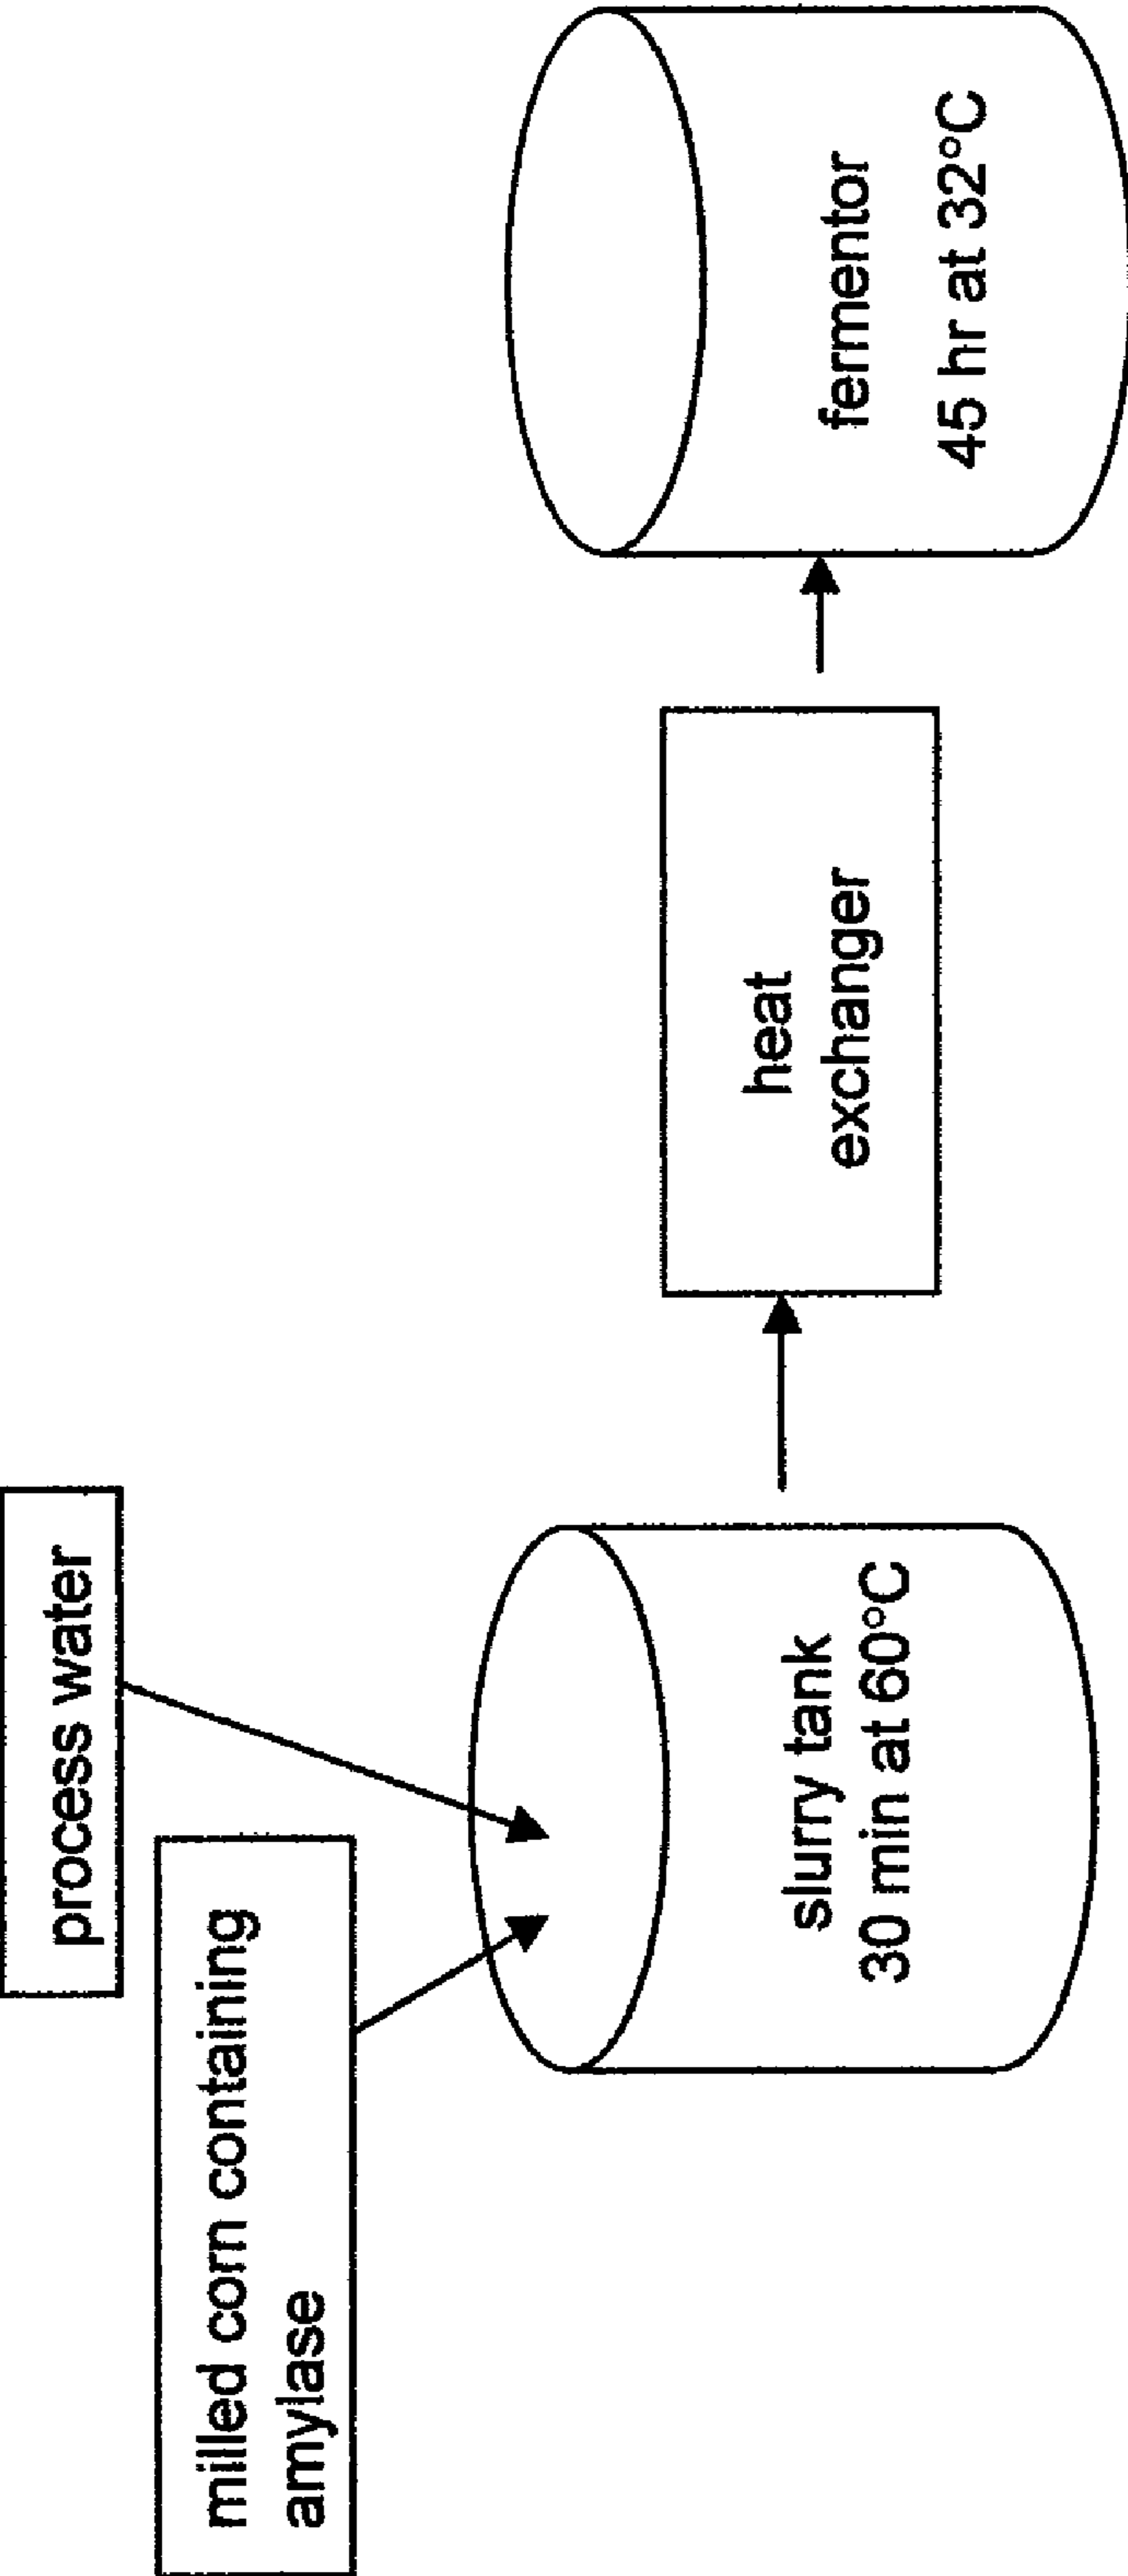 process water
milled corn containing
amylase
slurry tank
30 min at 60°C
heat
exchanger
fermentor
45 hr at 32°C